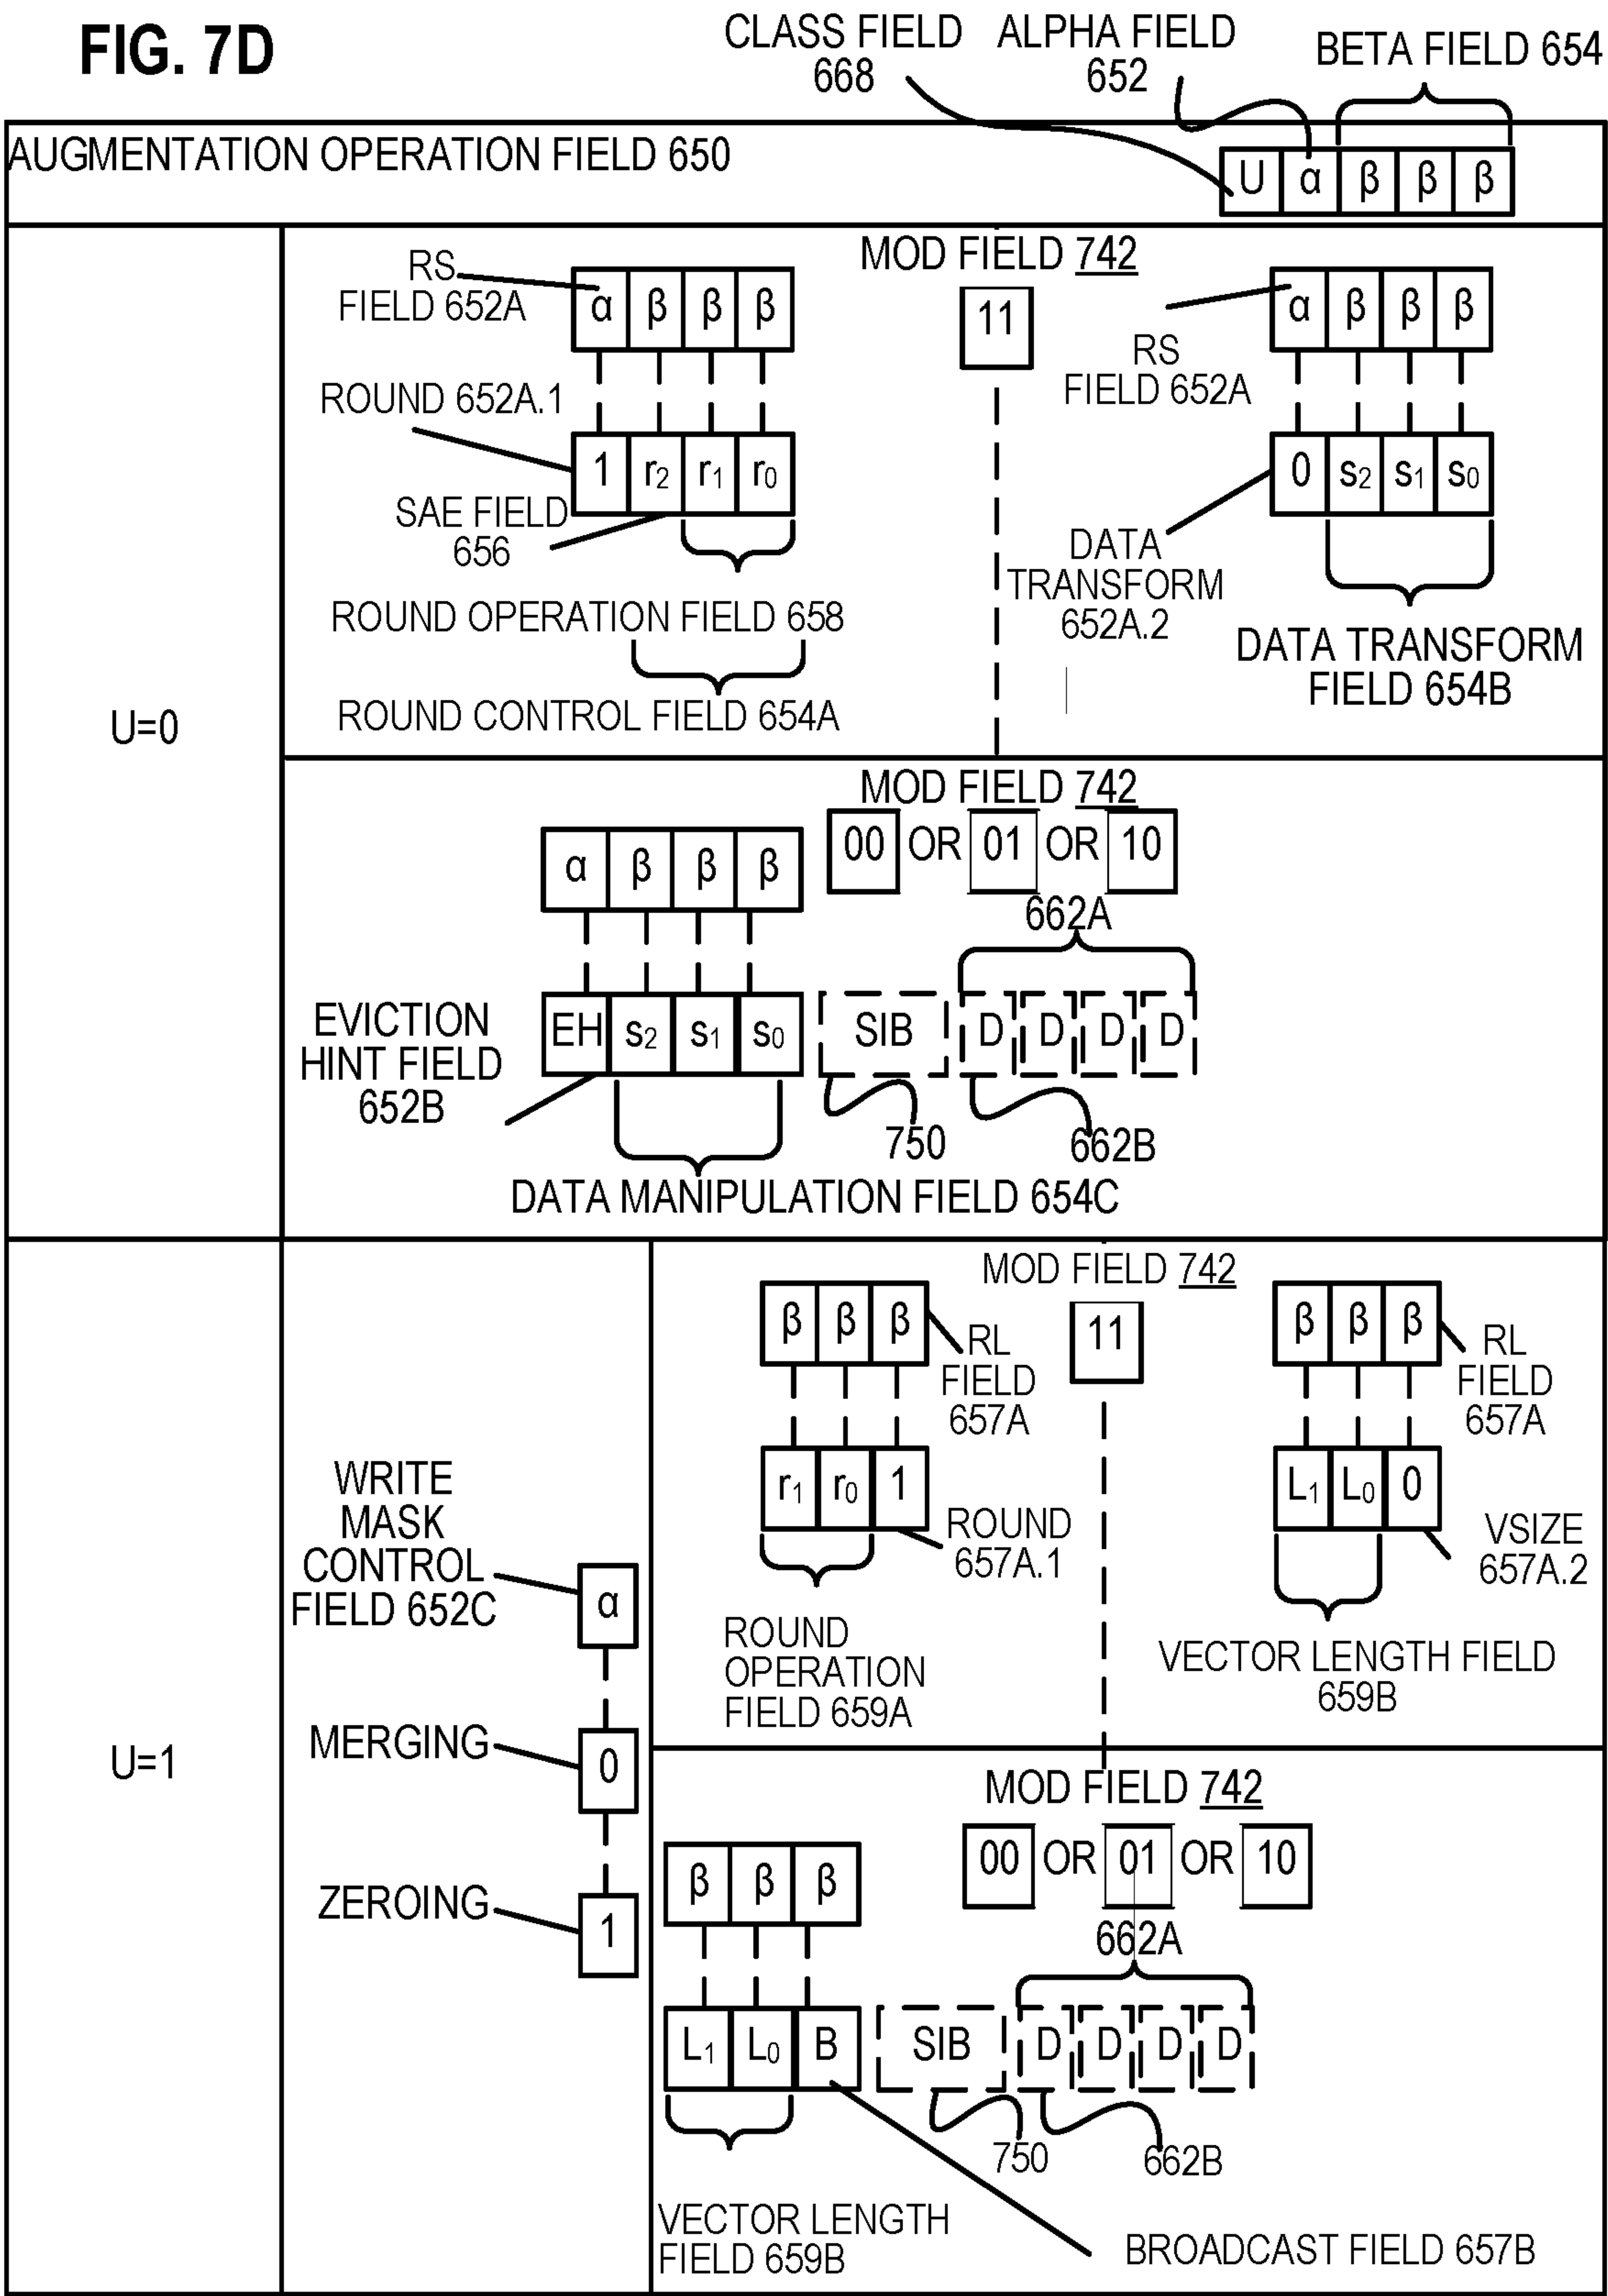 FIG. 7D
CLASS FIELD
668
ALPHA FIELD
652
BETA FIELD 654
AUGMENTATION OPERATION FIELD 650
U α β β β
U=0
RS
FIELD 652A
α β β β
MOD FIELD 742
11
α β β β
RS
FIELD 652A
ROUND 652A.1
1 r2 r1 r0
0 s2 s1 s0
SAE FIELD
656
DATA
TRANSFORM
652A.2
ROUND OPERATION FIELD 658
ROUND CONTROL FIELD 654A
DATA TRANSFORM
FIELD 654B
MOD FIELD 742
00 OR 01 OR 10
α β β β
662A
EVICTION
HINT FIELD
652B
EH s2 s1 s0 SIB D D D D
750
662B
DATA MANIPULATION FIELD 654C
U=1
WRITE
MASK
CONTROL
FIELD 652C
α
MERGING
0
ZEROING
1
MOD FIELD 742
11
β β β
RL
FIELD
657A
β β β
RL
FIELD
657A
r1 r0 1
ROUND
657A.1
L1 L0 0
VSIZE
657A.2
ROUND
OPERATION
FIELD 659A
VECTOR LENGTH FIELD
659B
MOD FIELD 742
00 OR 01 OR 10
β β β
662A
L1 L0 B SIB D D D D
750
662B
VECTOR LENGTH
FIELD 659B
BROADCAST FIELD 657B